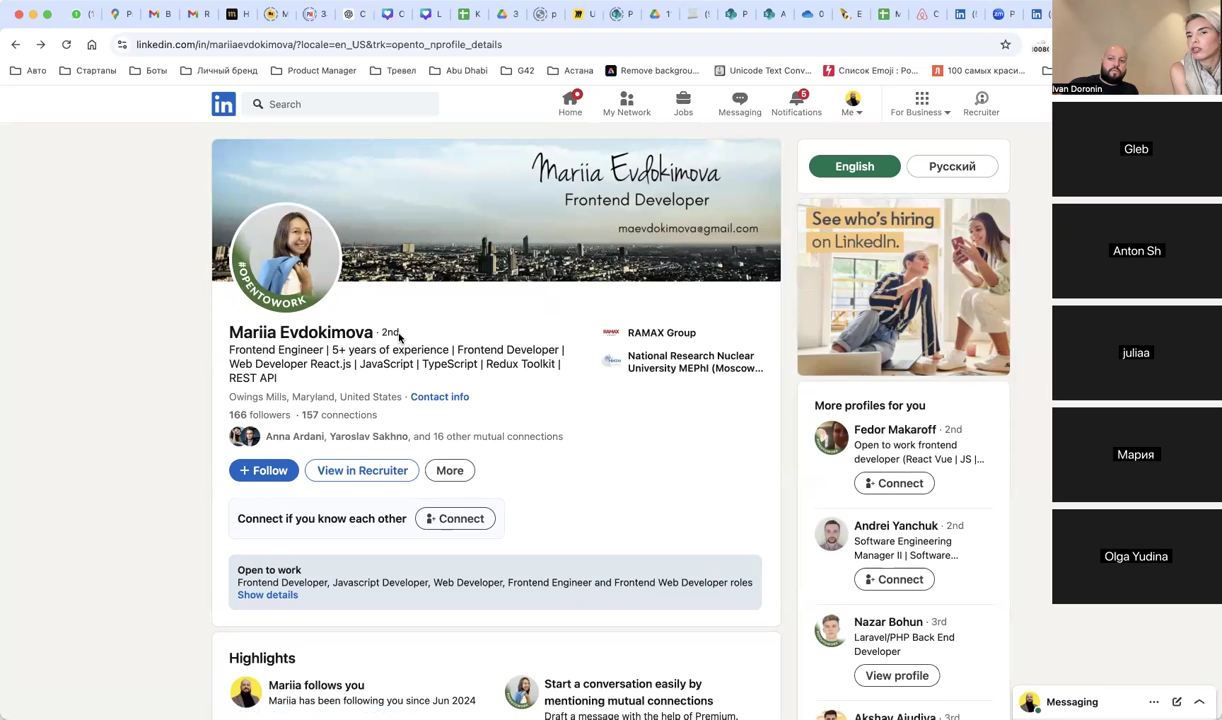 linkedin.com/in/mariiaevdokimova/?locale=en_US&trk=opento_nprofile_details
Авто
Стартапы
Боты
Личный бренд
Product Manager
Тревел
Abu Dhabi
G42
Астана
Remove backgrou...
Unicode Text Conv...
Список Emoji : Po...
100 самых краси...
in
Search
Home
My Network
Jobs
Messaging
5
Notifications
Me
For Business
Recruiter
Ivan Doronin
Gleb
Anton Sh
juliaa
Мария
Olga Yudina
Mariia Evdokimova
Frontend Developer
maevdokimova@gmail.com
#OPENTOWORK
Mariia Evdokimova · 2nd
Frontend Engineer | 5+ years of experience | Frontend Developer |
Web Developer React.js | JavaScript | TypeScript | Redux Toolkit |
REST API
Owings Mills, Maryland, United States · Contact info
166 followers · 157 connections
Anna Ardani, Yaroslav Sakhno, and 16 other mutual connections
+ Follow
View in Recruiter
More
Connect if you know each other
Connect
RAMAX Group
National Research Nuclear
University MEPhI (Moscow...
Open to work
Frontend Developer, Javascript Developer, Web Developer, Frontend Engineer and Frontend Web Developer roles
Show details
Highlights
Mariia follows you
Mariia has been following you since Jun 2024
Start a conversation easily by
mentioning mutual connections
Draft a message with the help of Premium.
English
Русский
See who's hiring
on LinkedIn.
More profiles for you
Fedor Makaroff · 2nd
Open to work frontend
developer (React Vue | JS |...
Connect
Andrei Yanchuk · 2nd
Software Engineering
Manager II | Software...
Connect
Nazar Bohun · 3rd
Laravel/PHP Back End
Developer
View profile
Akshay Ajudiya · 3rd
Messaging